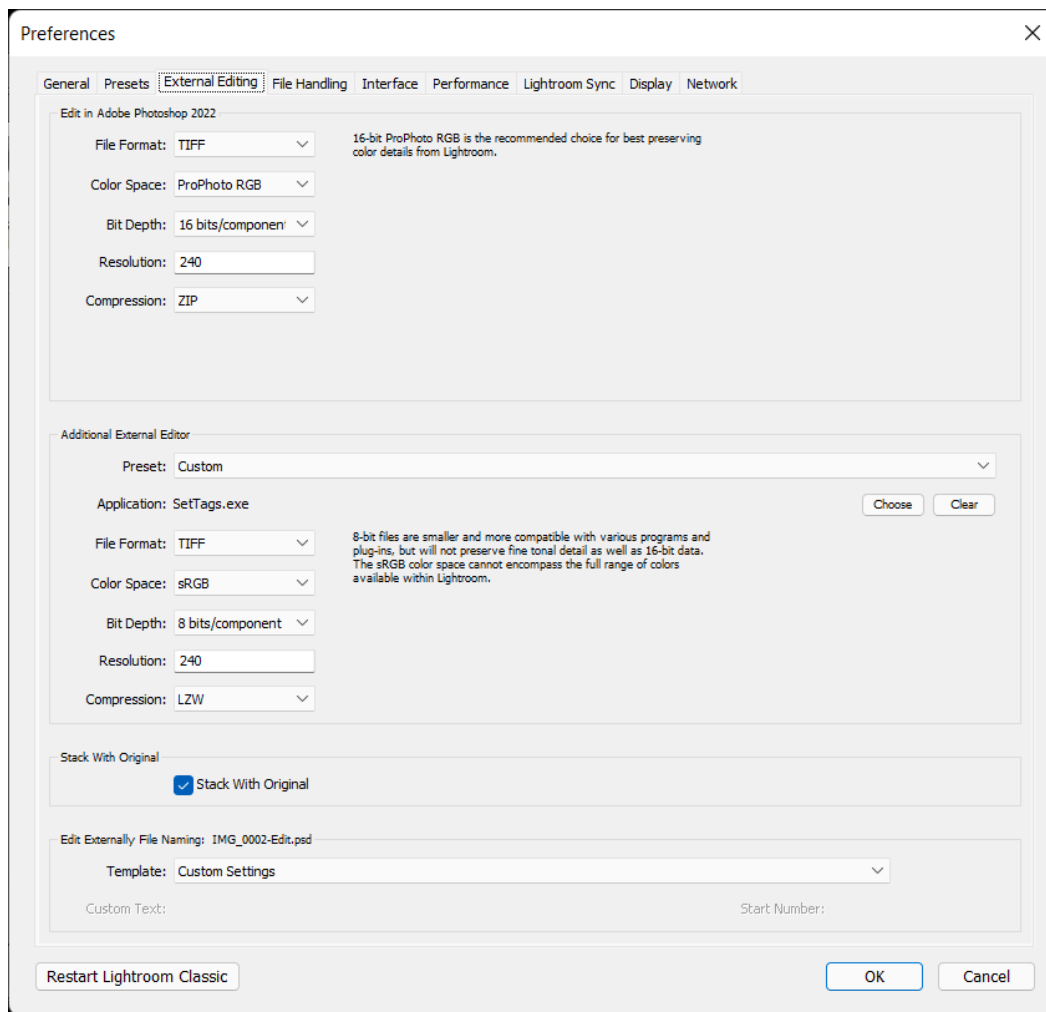 Preferences
General Presets External Editing File Handling Interface Performance Lightroom Sync Display Network
Edit in Adobe Photoshop 2022
File Format: TIFF
16-bit ProPhoto RGB is the recommended choice for best preserving
color details from Lightroom.
Color Space: ProPhoto RGB
Bit Depth: 16 bits/componen
Resolution: 240
Compression: ZIP
Additional External Editor
Preset: Custom
Application: SetTags.exe Choose Clear
File Format: TIFF
8-bit files are smaller and more compatible with various programs and
plug-ins, but will not preserve fine tonal detail as well as 16-bit data.
The sRGB color space cannot encompass the full range of colors
available within Lightroom.
Color Space: sRGB
Bit Depth: 8 bits/component
Resolution: 240
Compression: LZW
Stack With Original
Stack With Original
Edit Externally File Naming: IMG_0002-Edit.psd
Template: Custom Settings
Custom Text: Start Number:
Restart Lightroom Classic OK Cancel